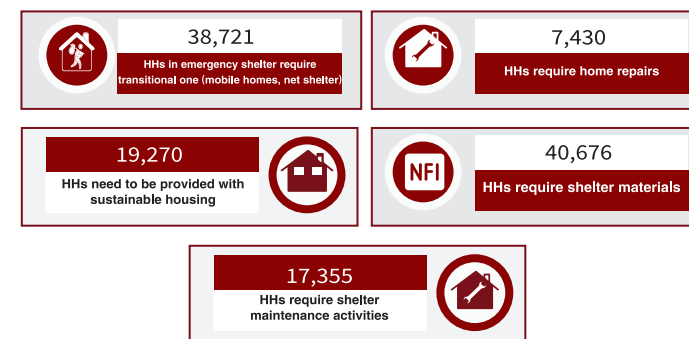 38,721
HHs in emergency shelter require
transitional one (mobile homes, net shelter)
7,430
HHs require home repairs
19,270
HHs need to be provided with
sustainable housing
NFI
40,676
HHs require shelter materials
17,355
HHs require shelter
maintenance activities